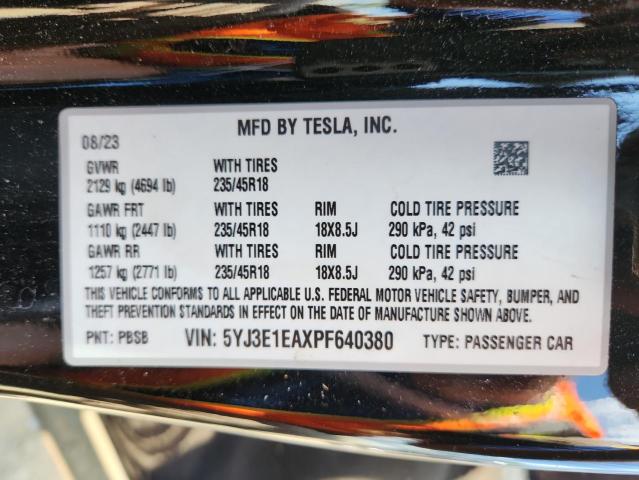 MFD BY TESLA, INC.
08/23
GVWR WITH TIRES
2129 kg (4694 lb) 235/45R18
GAWR FRT WITH TIRES RIM COLD TIRE PRESSURE
1110 kg (2447 lb) 235/45R18 18X8.5J 290 kPa, 42 psi
GAWR RR WITH TIRES RIM COLD TIRE PRESSURE
1257 kg (2771 lb) 235/45R18 18X8.5J 290 kPa, 42 psi
THIS VEHICLE CONFORMS TO ALL APPLICABLE U.S. FEDERAL MOTOR VEHICLE SAFETY, BUMPER, AND
THEFT PREVENTION STANDARDS IN EFFECT ON THE DATE OF MANUFACTURE SHOWN ABOVE.
PNT: PBSB VIN: 5YJ3E1EAXPF640380 TYPE: PASSENGER CAR